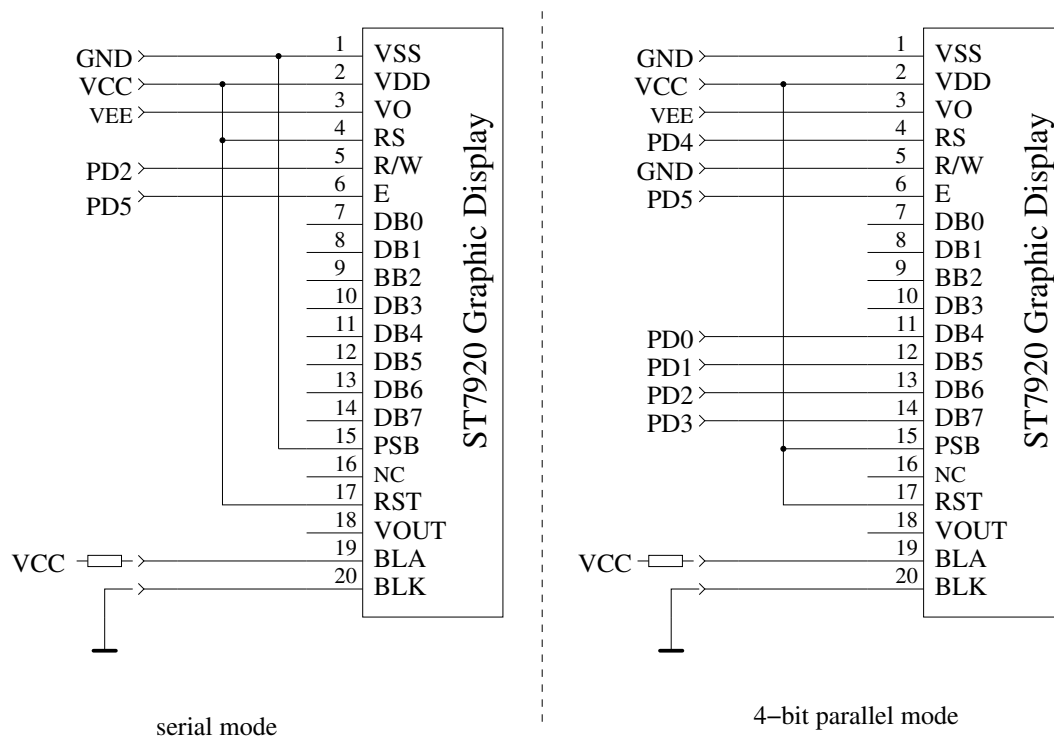 GND 1 VSS
VCC 2 VDD
VEE 3 VO
4 RS
PD2 5 R/W
PD5 6 E
7 DB0
8 DB1
9 BB2
10 DB3
11 DB4
12 DB5
13 DB6
14 DB7
15 PSB
16 NC
17 RST
18 VOUT
VCC 19 BLA
20 BLK
ST7920 Graphic Display
serial mode
GND 1 VSS
VCC 2 VDD
VEE 3 VO
PD4 4 RS
GND 5 R/W
PD5 6 E
7 DB0
8 DB1
9 BB2
10 DB3
PD0 11 DB4
PD1 12 DB5
PD2 13 DB6
PD3 14 DB7
15 PSB
16 NC
17 RST
18 VOUT
VCC 19 BLA
20 BLK
ST7920 Graphic Display
4−bit parallel mode